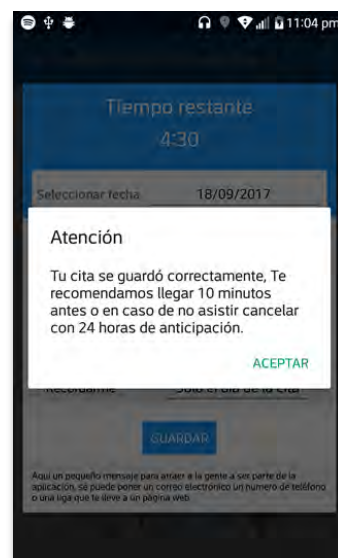 11:04 pm
Tiempo restante
4:30
Seleccionar fecha 18/09/2017
Atención
Tu cita se guardó correctamente, Te
recomendamos llegar 10 minutos
antes o en caso de no asistir cancelar
con 24 horas de anticipación.
ACEPTAR
Recordarme Solo el día de la Cita
GUARDAR
Aquí un pequeño mensaje para atraer a la gente a ser parte de la
aplicación, se puede poner un correo electrónico un numero de teléfono
o una liga que te lleve a un página web